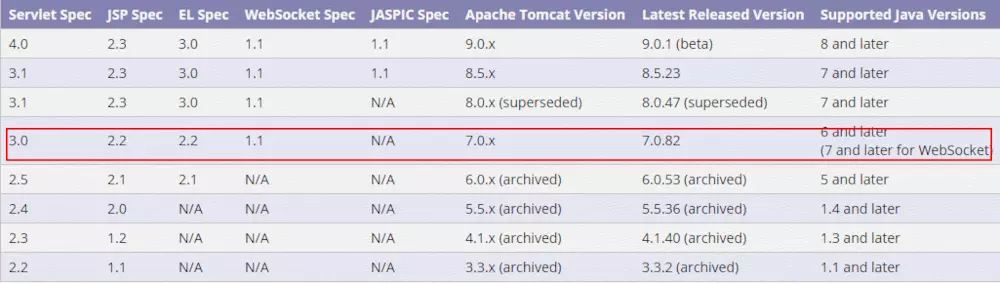 Servlet Spec JSP Spec EL Spec WebSocket Spec JASPIC Spec Apache Tomcat Version Latest Released Version Supported Java Versions
4.0 2.3 3.0 1.1 1.1 9.0.x 9.0.1 (beta) 8 and later
3.1 2.3 3.0 1.1 1.1 8.5.x 8.5.23 7 and later
3.1 2.3 3.0 1.1 N/A 8.0.x (superseded) 8.0.47 (superseded) 7 and later
3.0 2.2 2.2 1.1 N/A 7.0.x 7.0.82 6 and later
(7 and later for WebSocket)
2.5 2.1 2.1 N/A N/A 6.0.x (archived) 6.0.53 (archived) 5 and later
2.4 2.0 N/A N/A N/A 5.5.x (archived) 5.5.36 (archived) 1.4 and later
2.3 1.2 N/A N/A N/A 4.1.x (archived) 4.1.40 (archived) 1.3 and later
2.2 1.1 N/A N/A N/A 3.3.x (archived) 3.3.2 (archived) 1.1 and later